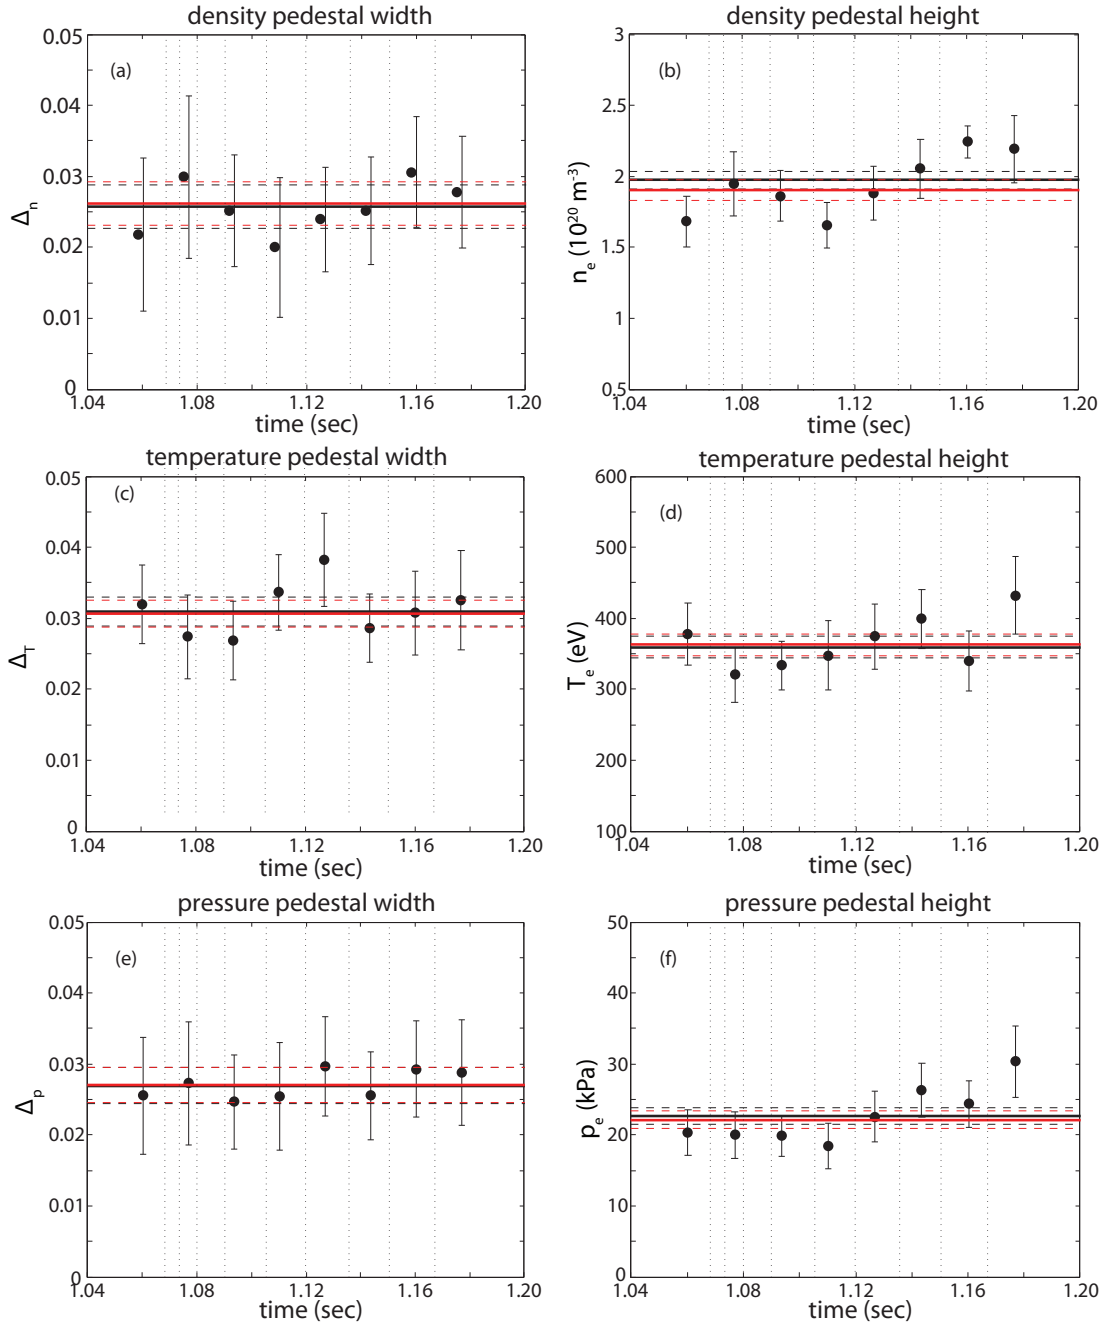 density pedestal width
0.05
0.04
0.03
0.02
0.01
0
(a)
Δn
1.04
1.08
1.12
1.16
1.20
time (sec)
density pedestal height
3
2.5
2
1.5
1
0.5
(b)
ne (10²⁰ m⁻³)
1.04
1.08
1.12
1.16
1.20
time (sec)
temperature pedestal width
0.05
0.04
0.03
0.02
0.01
0
(c)
ΔT
1.04
1.08
1.12
1.16
1.20
time (sec)
temperature pedestal height
600
500
400
300
200
100
(d)
Te (eV)
1.04
1.08
1.12
1.16
1.20
time (sec)
pressure pedestal width
0.05
0.04
0.03
0.02
0.01
0
(e)
Δp
1.04
1.08
1.12
1.16
1.20
time (sec)
pressure pedestal height
50
40
30
20
10
0
(f)
pe (kPa)
1.04
1.08
1.12
1.16
1.20
time (sec)